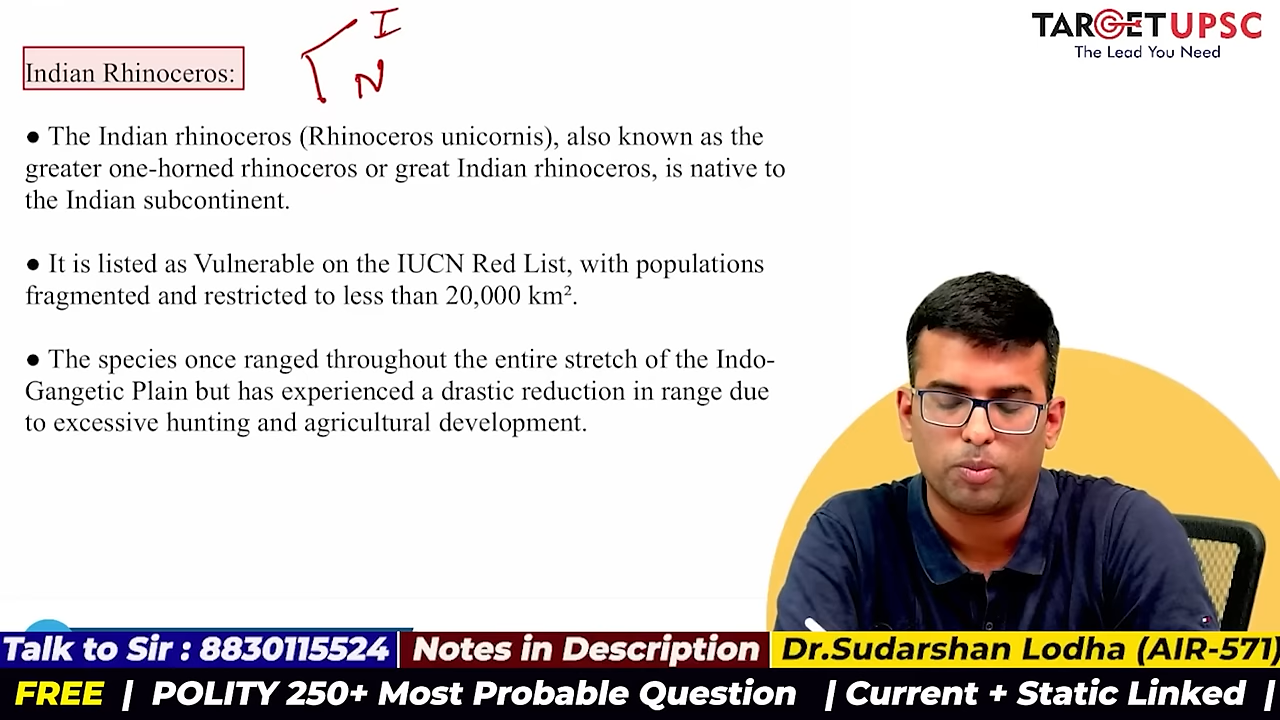 TARGET UPSC
The Lead You Need
I
N
Indian Rhinoceros:
● The Indian rhinoceros (Rhinoceros unicornis), also known as the
greater one-horned rhinoceros or great Indian rhinoceros, is native to
the Indian subcontinent.
● It is listed as Vulnerable on the IUCN Red List, with populations
fragmented and restricted to less than 20,000 km².
● The species once ranged throughout the entire stretch of the Indo-
Gangetic Plain but has experienced a drastic reduction in range due
to excessive hunting and agricultural development.
Talk to Sir : 8830115524 Notes in Description Dr.Sudarshan Lodha (AIR-571)
FREE | POLITY 250+ Most Probable Question | Current + Static Linked |